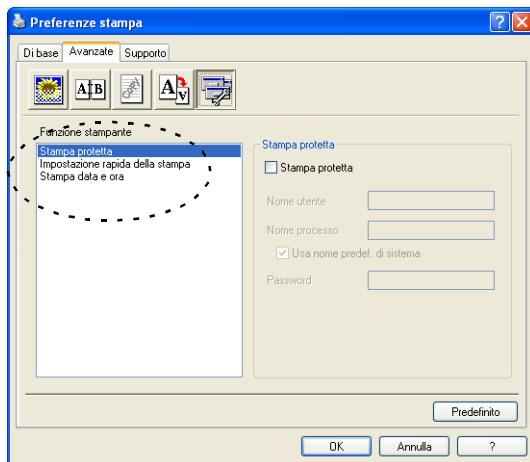 Preferenze stampa
Di base Avanzate Supporto
A B
A A
Funzione stampante
Stampa protetta
Impostazione rapida della stampa
Stampa data e ora
Stampa protetta
Stampa protetta
Nome utente
Nome processo
Usa nome predef. di sistema
Password
Predefinito
OK Annulla ?